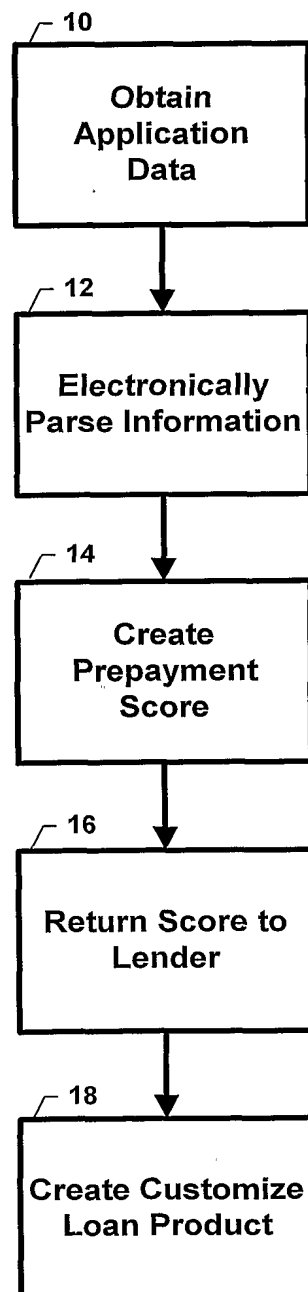 10
Obtain
Application
Data
12
Electronically
Parse Information
14
Create
Prepayment
Score
16
Return Score to
Lender
18
Create Customize
Loan Product